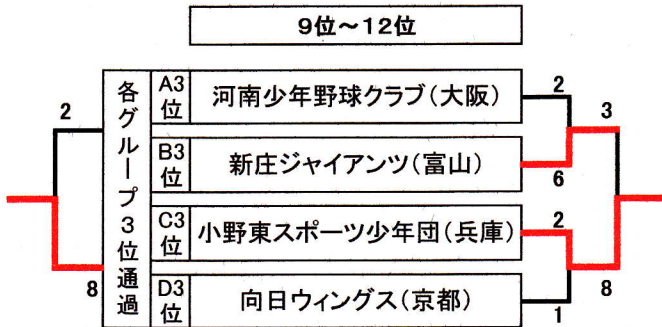 9位～12位
各グループ3位通過
A3位
河南少年野球クラブ(大阪)
B3位
新庄ジャイアンツ(富山)
C3位
小野東スポーツ少年団(兵庫)
D3位
向日ウィングス(京都)
2
8
2
6
2
1
3
8